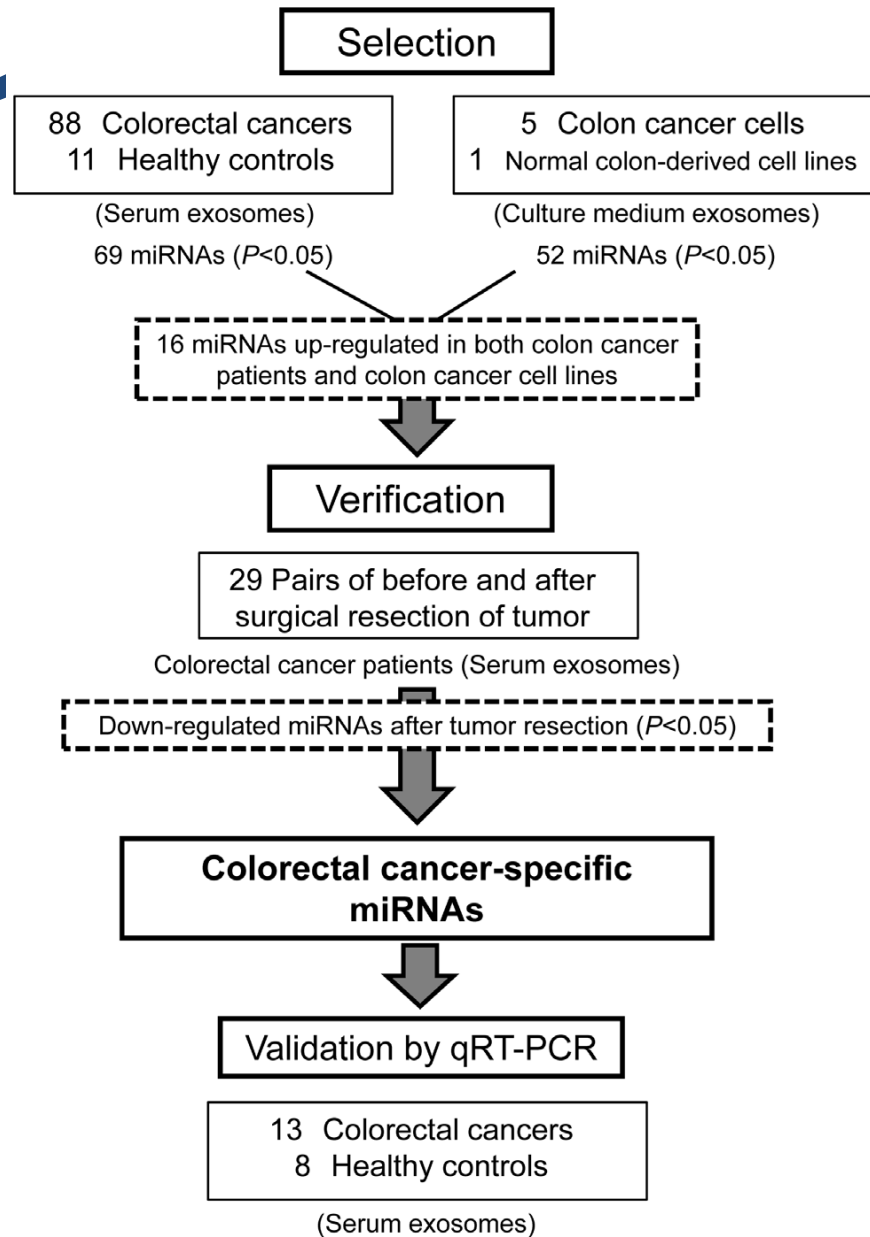 Selection
88 Colorectal cancers
11 Healthy controls
(Serum exosomes)
69 miRNAs (P<0.05)
5 Colon cancer cells
1 Normal colon-derived cell lines
(Culture medium exosomes)
52 miRNAs (P<0.05)
16 miRNAs up-regulated in both colon cancer
patients and colon cancer cell lines
Verification
29 Pairs of before and after
surgical resection of tumor
Colorectal cancer patients (Serum exosomes)
Down-regulated miRNAs after tumor resection (P<0.05)
Colorectal cancer-specific
miRNAs
Validation by qRT-PCR
13 Colorectal cancers
8 Healthy controls
(Serum exosomes)